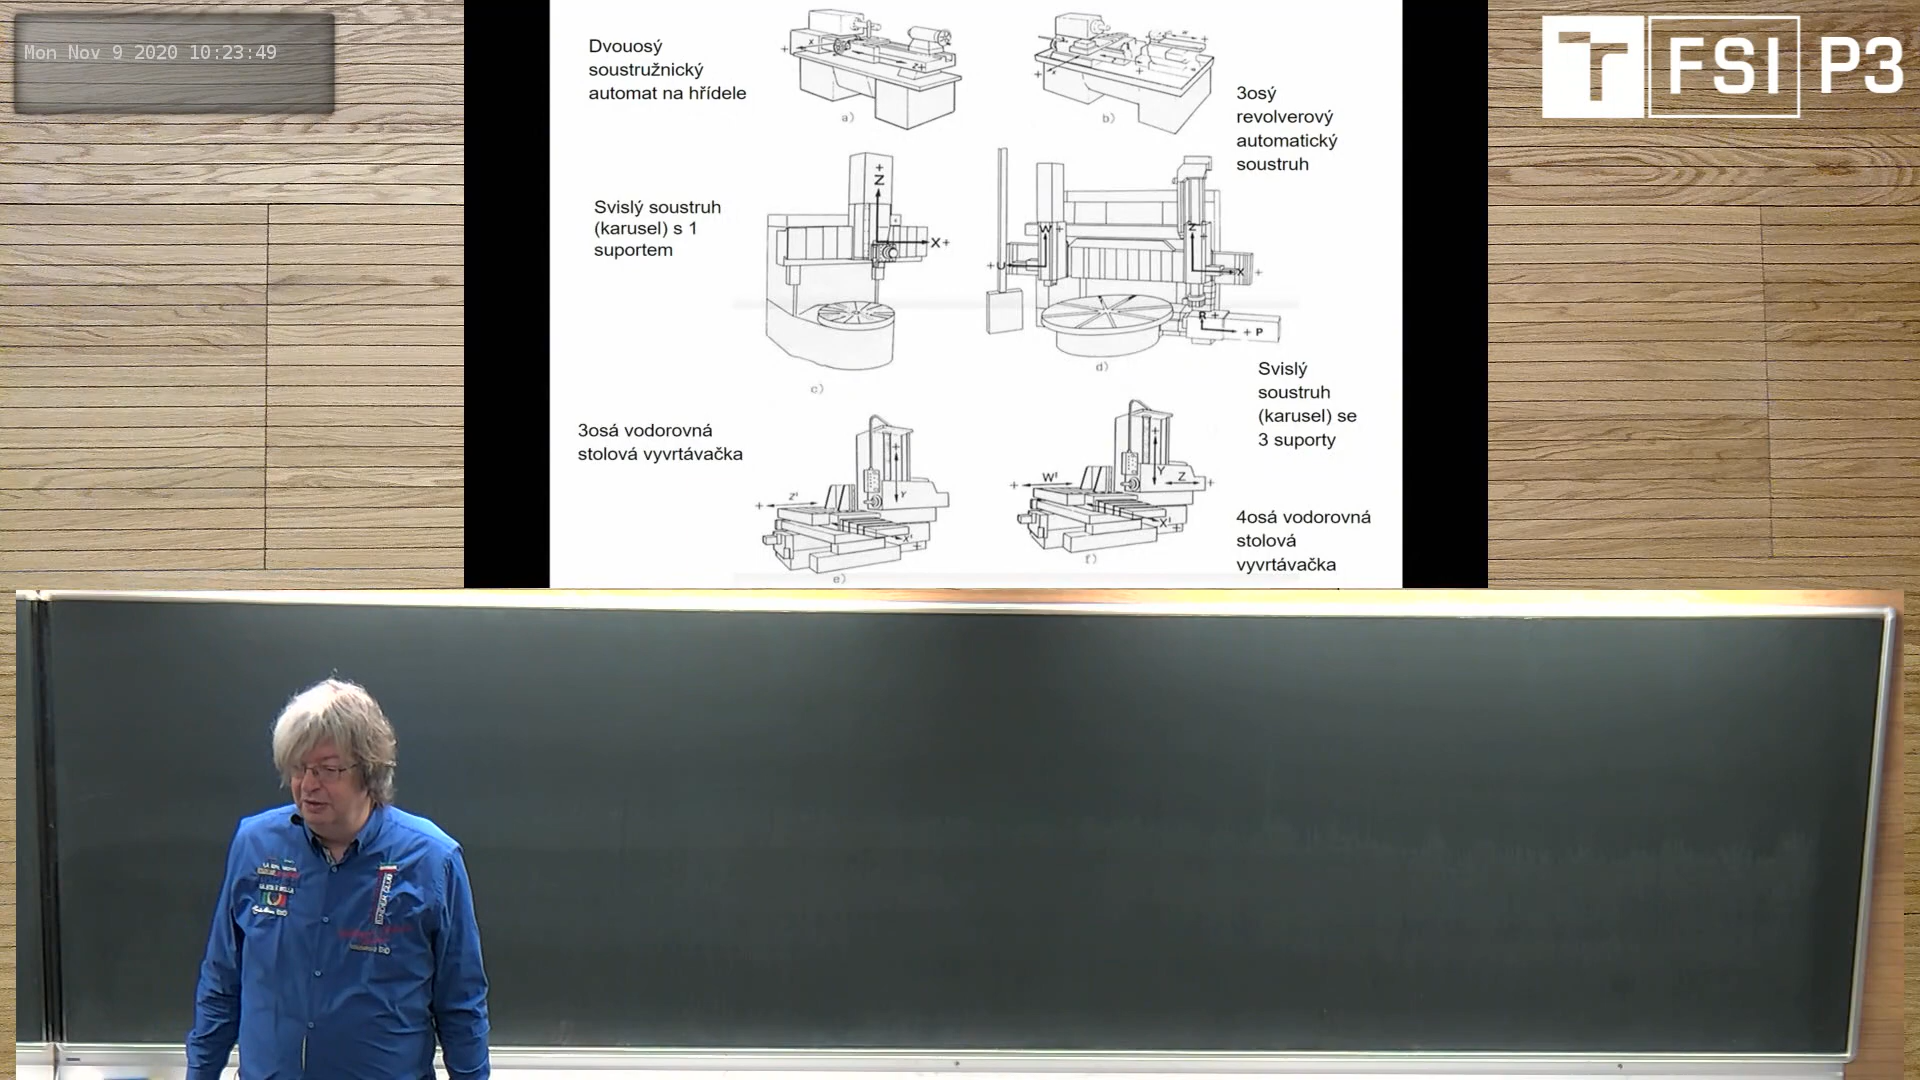 Mon Nov 9 2020 10:23:49
T FSI P3
Dvouosý
soustružnický
automat na hřídele
a)
b)
3osý
revolverový
automatický
soustruh
Svislý soustruh
(karusel) s 1
suportem
+
Z
X+
c)
W +
+U
Z
+
X +
R +
+ P
d)
Svislý
soustruh
(karusel) se
3 suporty
3osá vodorovná
stolová vyvrtávačka
+ Z'
+
Y
X'
+
e)
+ W'
+
Y
Z +
X'
+
f)
4osá vodorovná
stolová
vyvrtávačka